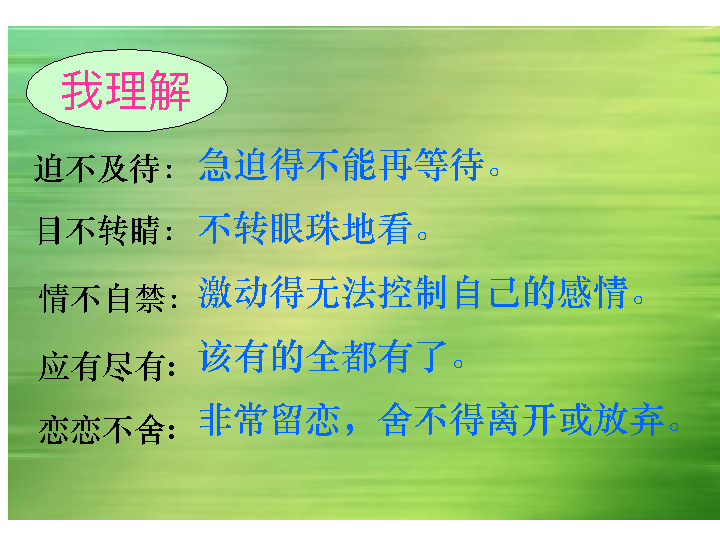 我理解
迫不及待：急迫得不能再等待。
目不转睛：不转眼珠地看。
情不自禁：激动得无法控制自己的感情。
应有尽有：该有的全都有了。
恋恋不舍：非常留恋，舍不得离开或放弃。